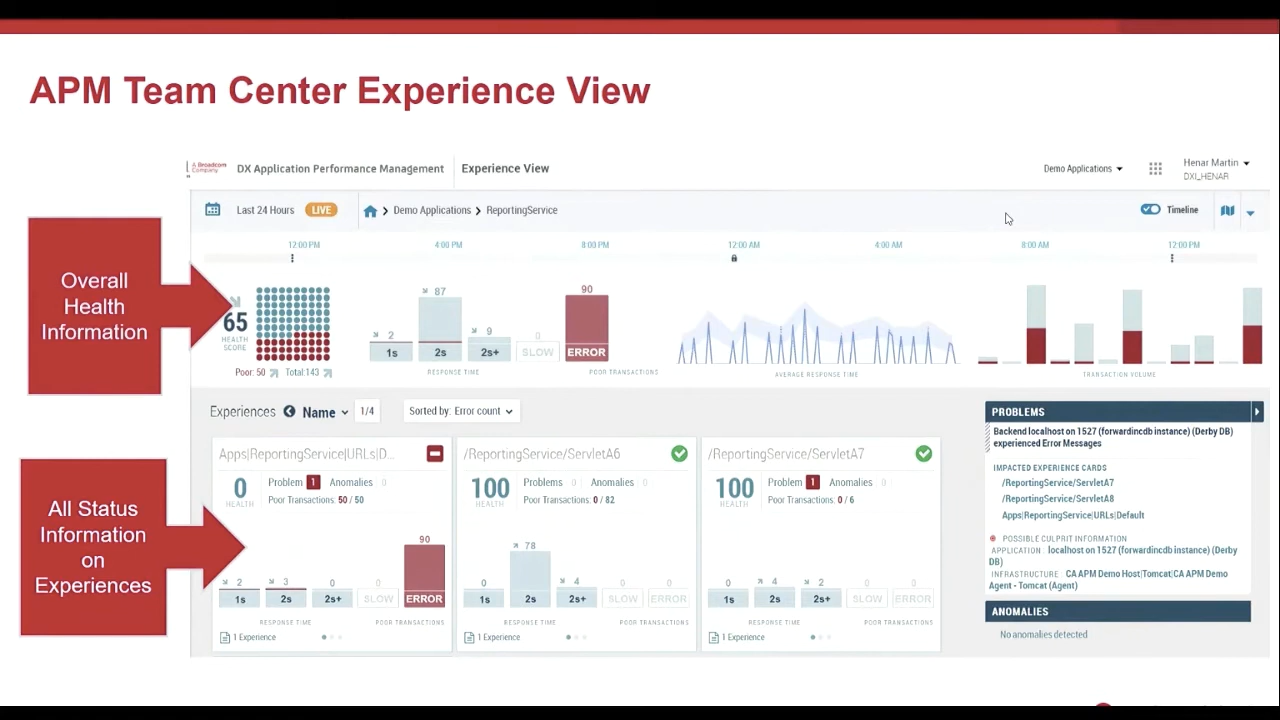 APM Team Center Experience View
A Broadcom
Company
DX Application Performance Management
Experience View
Demo Applications
Henar Martin
DXI_HENAR
Last 24 Hours
LIVE
Demo Applications
ReportingService
Timeline
12:00 PM
4:00 PM
8:00 PM
12:00 AM
4:00 AM
8:00 AM
12:00 PM
Overall
Health
Information
65
HEALTH
SCORE
Poor: 50
Total:143
2
87
9
0
90
1s
2s
2s+
SLOW
ERROR
RESPONSE TIME
POOR TRANSACTIONS
AVERAGE RESPONSE TIME
TRANSACTION VOLUME
Experiences
Name
1/4
Sorted by: Error count
All Status
Information
on
Experiences
Apps|ReportingService|URLs|D...
0
HEALTH
Problem 1
Anomalies 0
Poor Transactions: 50 / 50
2
3
0
0
90
1s
2s
2s+
SLOW
ERROR
RESPONSE TIME
POOR TRANSACTIONS
1 Experience
/ReportingService/ServletA6
100
HEALTH
Problems 0
Anomalies 0
Poor Transactions: 0 / 82
0
78
4
0
0
1s
2s
2s+
SLOW
ERROR
RESPONSE TIME
POOR TRANSACTIONS
1 Experience
/ReportingService/ServletA7
100
HEALTH
Problem 1
Anomalies 0
Poor Transactions: 0 / 6
0
4
2
0
0
1s
2s
2s+
SLOW
ERROR
RESPONSE TIME
POOR TRANSACTIONS
1 Experience
PROBLEMS
Backend localhost on 1527 (forwardincdb instance) (Derby DB)
experienced Error Messages
IMPACTED EXPERIENCE CARDS
/ReportingService/ServletA7
/ReportingService/ServletA8
Apps|ReportingService|URLs|Default
POSSIBLE CULPRIT INFORMATION
APPLICATION : localhost on 1527 (forwardincdb instance) (Derby
DB)
INFRASTRUCTURE : CA APM Demo Host|Tomcat|CA APM Demo
Agent - Tomcat (Agent)
ANOMALIES
No anomalies detected